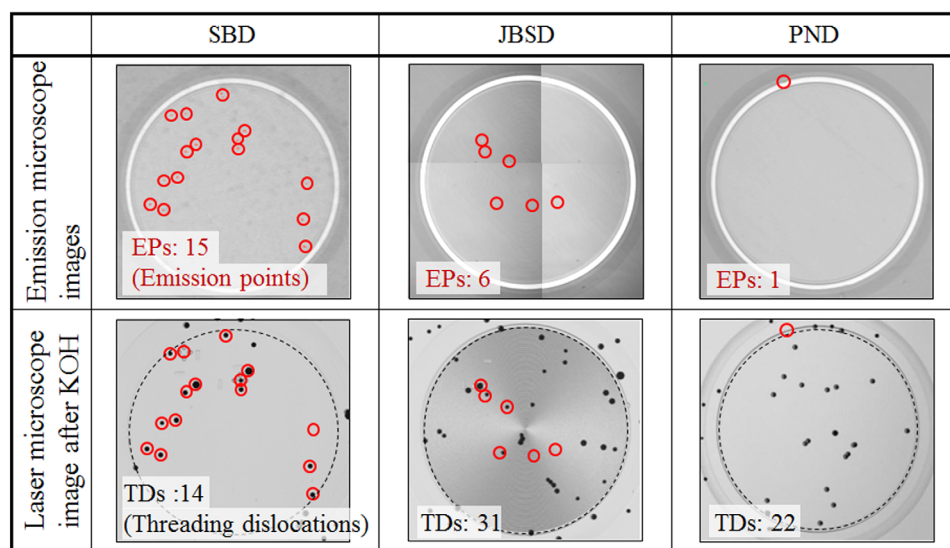 SBD
JBSD
PND
Emission microscope
images
EPs: 15
(Emission points)
EPs: 6
EPs: 1
Laser microscope
image after KOH
TDs :14
(Threading dislocations)
TDs: 31
TDs: 22